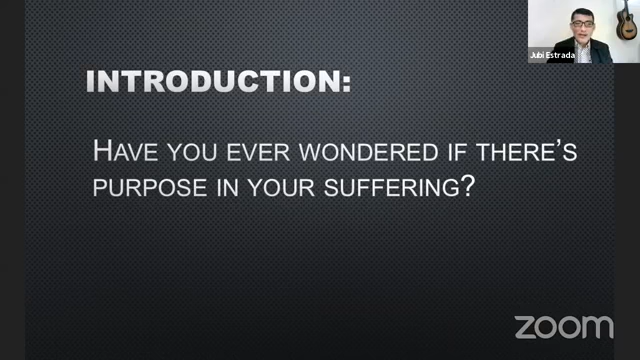 Jubi Estrada
INTRODUCTION:
HAVE YOU EVER WONDERED IF THERE'S
PURPOSE IN YOUR SUFFERING?
zoom